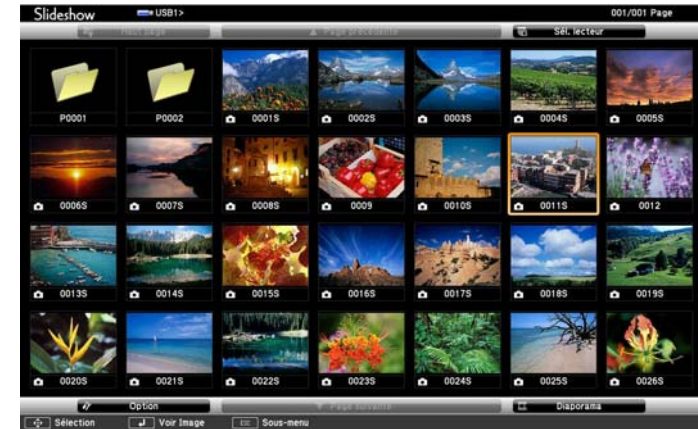 Slideshow USB1> 001/001 Page
Haut page Page précédente Sél. lecteur
P0001 P0002 0001S 0002S 0003S 0004S 0005S
0006S 0007S 0008S 0009 0010S 0011S 0012
0013S 0014S 0015S 0016S 0017S 0018S 0019S
0020S 0021S 0022S 0023S 0024S 0025S 0026S
Option Page suivante Diaporama
Sélection Voir Image Esc Sous-menu